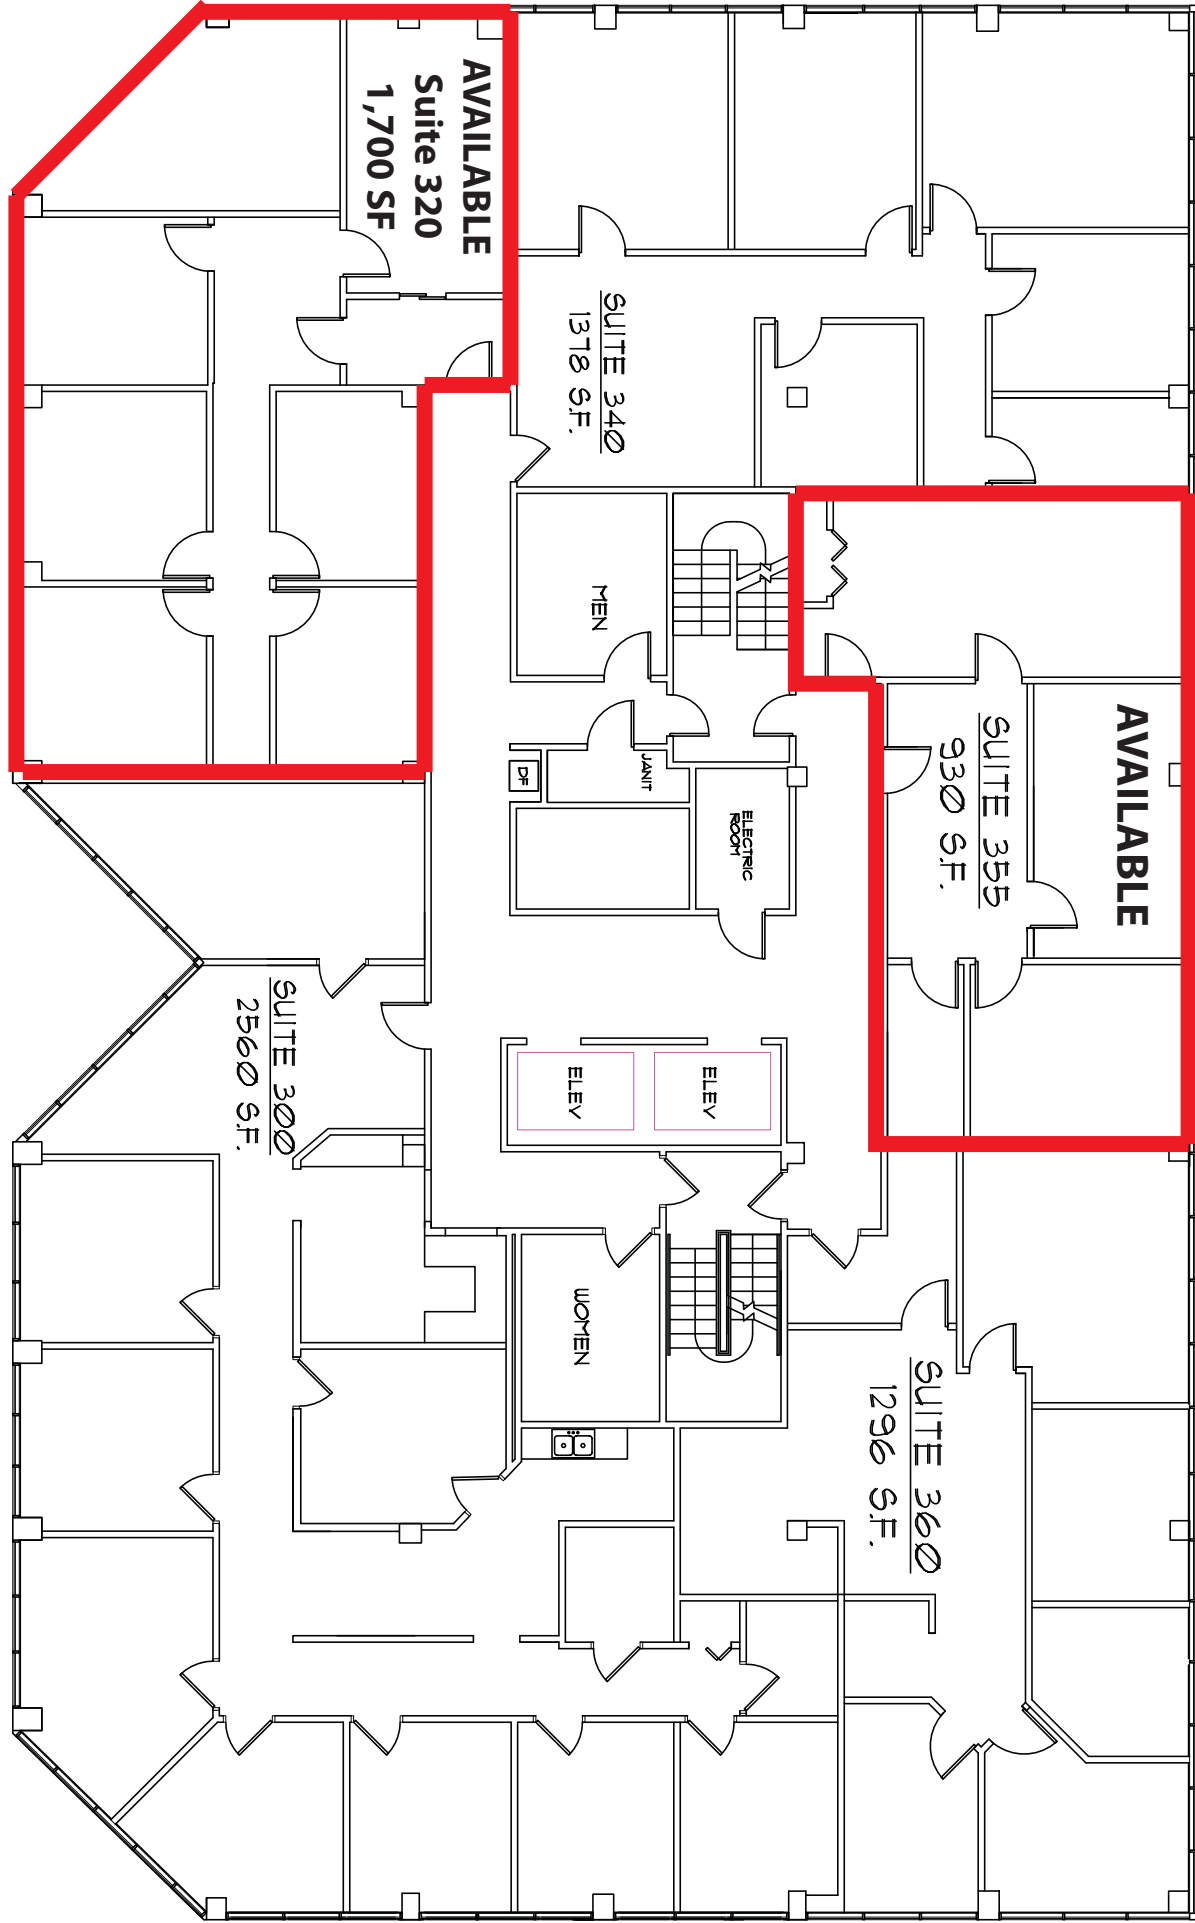 AVAILABLE
Suite 320
1,700 SF
SUITE 340
1378 S.F.
MEN
JANIT
DF
ELECTRIC
ROOM
AVAILABLE
SUITE 355
930 S.F.
ELEV
ELEV
SUITE 300
2560 S.F.
WOMEN
SUITE 360
1296 S.F.